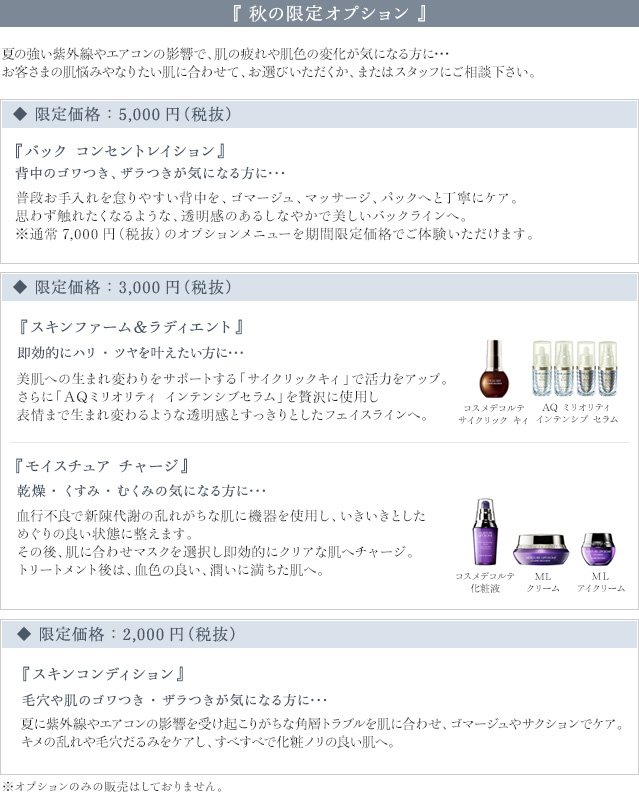 『 秋の限定オプション 』
夏の強い紫外線やエアコンの影響で、肌の疲れや肌色の変化が気になる方に･･･
お客さまの肌悩みやなりたい肌に合わせて、お選びいただくか、またはスタッフにご相談下さい。
◆ 限定価格：5,000 円（税抜）
『バック コンセントレイション』
背中のゴワつき、ザラつきが気になる方に･･･
普段お手入れを怠りやすい背中を、ゴマージュ、マッサージ、パックへと丁寧にケア。
思わず触れたくなるような、透明感のあるしなやかで美しいバックラインへ。
※通常 7,000 円（税抜）のオプションメニューを期間限定価格でご体験いただけます。
◆ 限定価格：3,000 円（税抜）
『スキンファーム＆ラディエント』
即効的にハリ・ツヤを叶えたい方に･･･
美肌への生まれ変わりをサポートする「サイクリックキィ」で活力をアップ。
さらに「ＡＱミリオリティ インテンシブセラム」を贅沢に使用し
表情まで生まれ変わるような透明感とすっきりとしたフェイスラインへ。
コスメデコルテ
サイクリック キィ
AQ ミリオリティ
インテンシブ セラム
『モイスチュア チャージ』
乾燥・くすみ・むくみの気になる方に･･･
血行不良で新陳代謝の乱れがちな肌に機器を使用し、いきいきとした
めぐりの良い状態に整えます。
その後、肌に合わせマスクを選択し即効的にクリアな肌へチャージ。
トリートメント後は、血色の良い、潤いに満ちた肌へ。
コスメデコルテ
化粧液
ＭＬ
クリーム
ＭＬ
アイクリーム
◆ 限定価格：2,000 円（税抜）
『スキンコンディション』
毛穴や肌のゴワつき・ザラつきが気になる方に･･･
夏に紫外線やエアコンの影響を受け起こりがちな角層トラブルを肌に合わせ、ゴマージュやサクションでケア。
キメの乱れや毛穴だるみをケアし、すべすべで化粧ノリの良い肌へ。
※オプションのみの販売はしておりません。